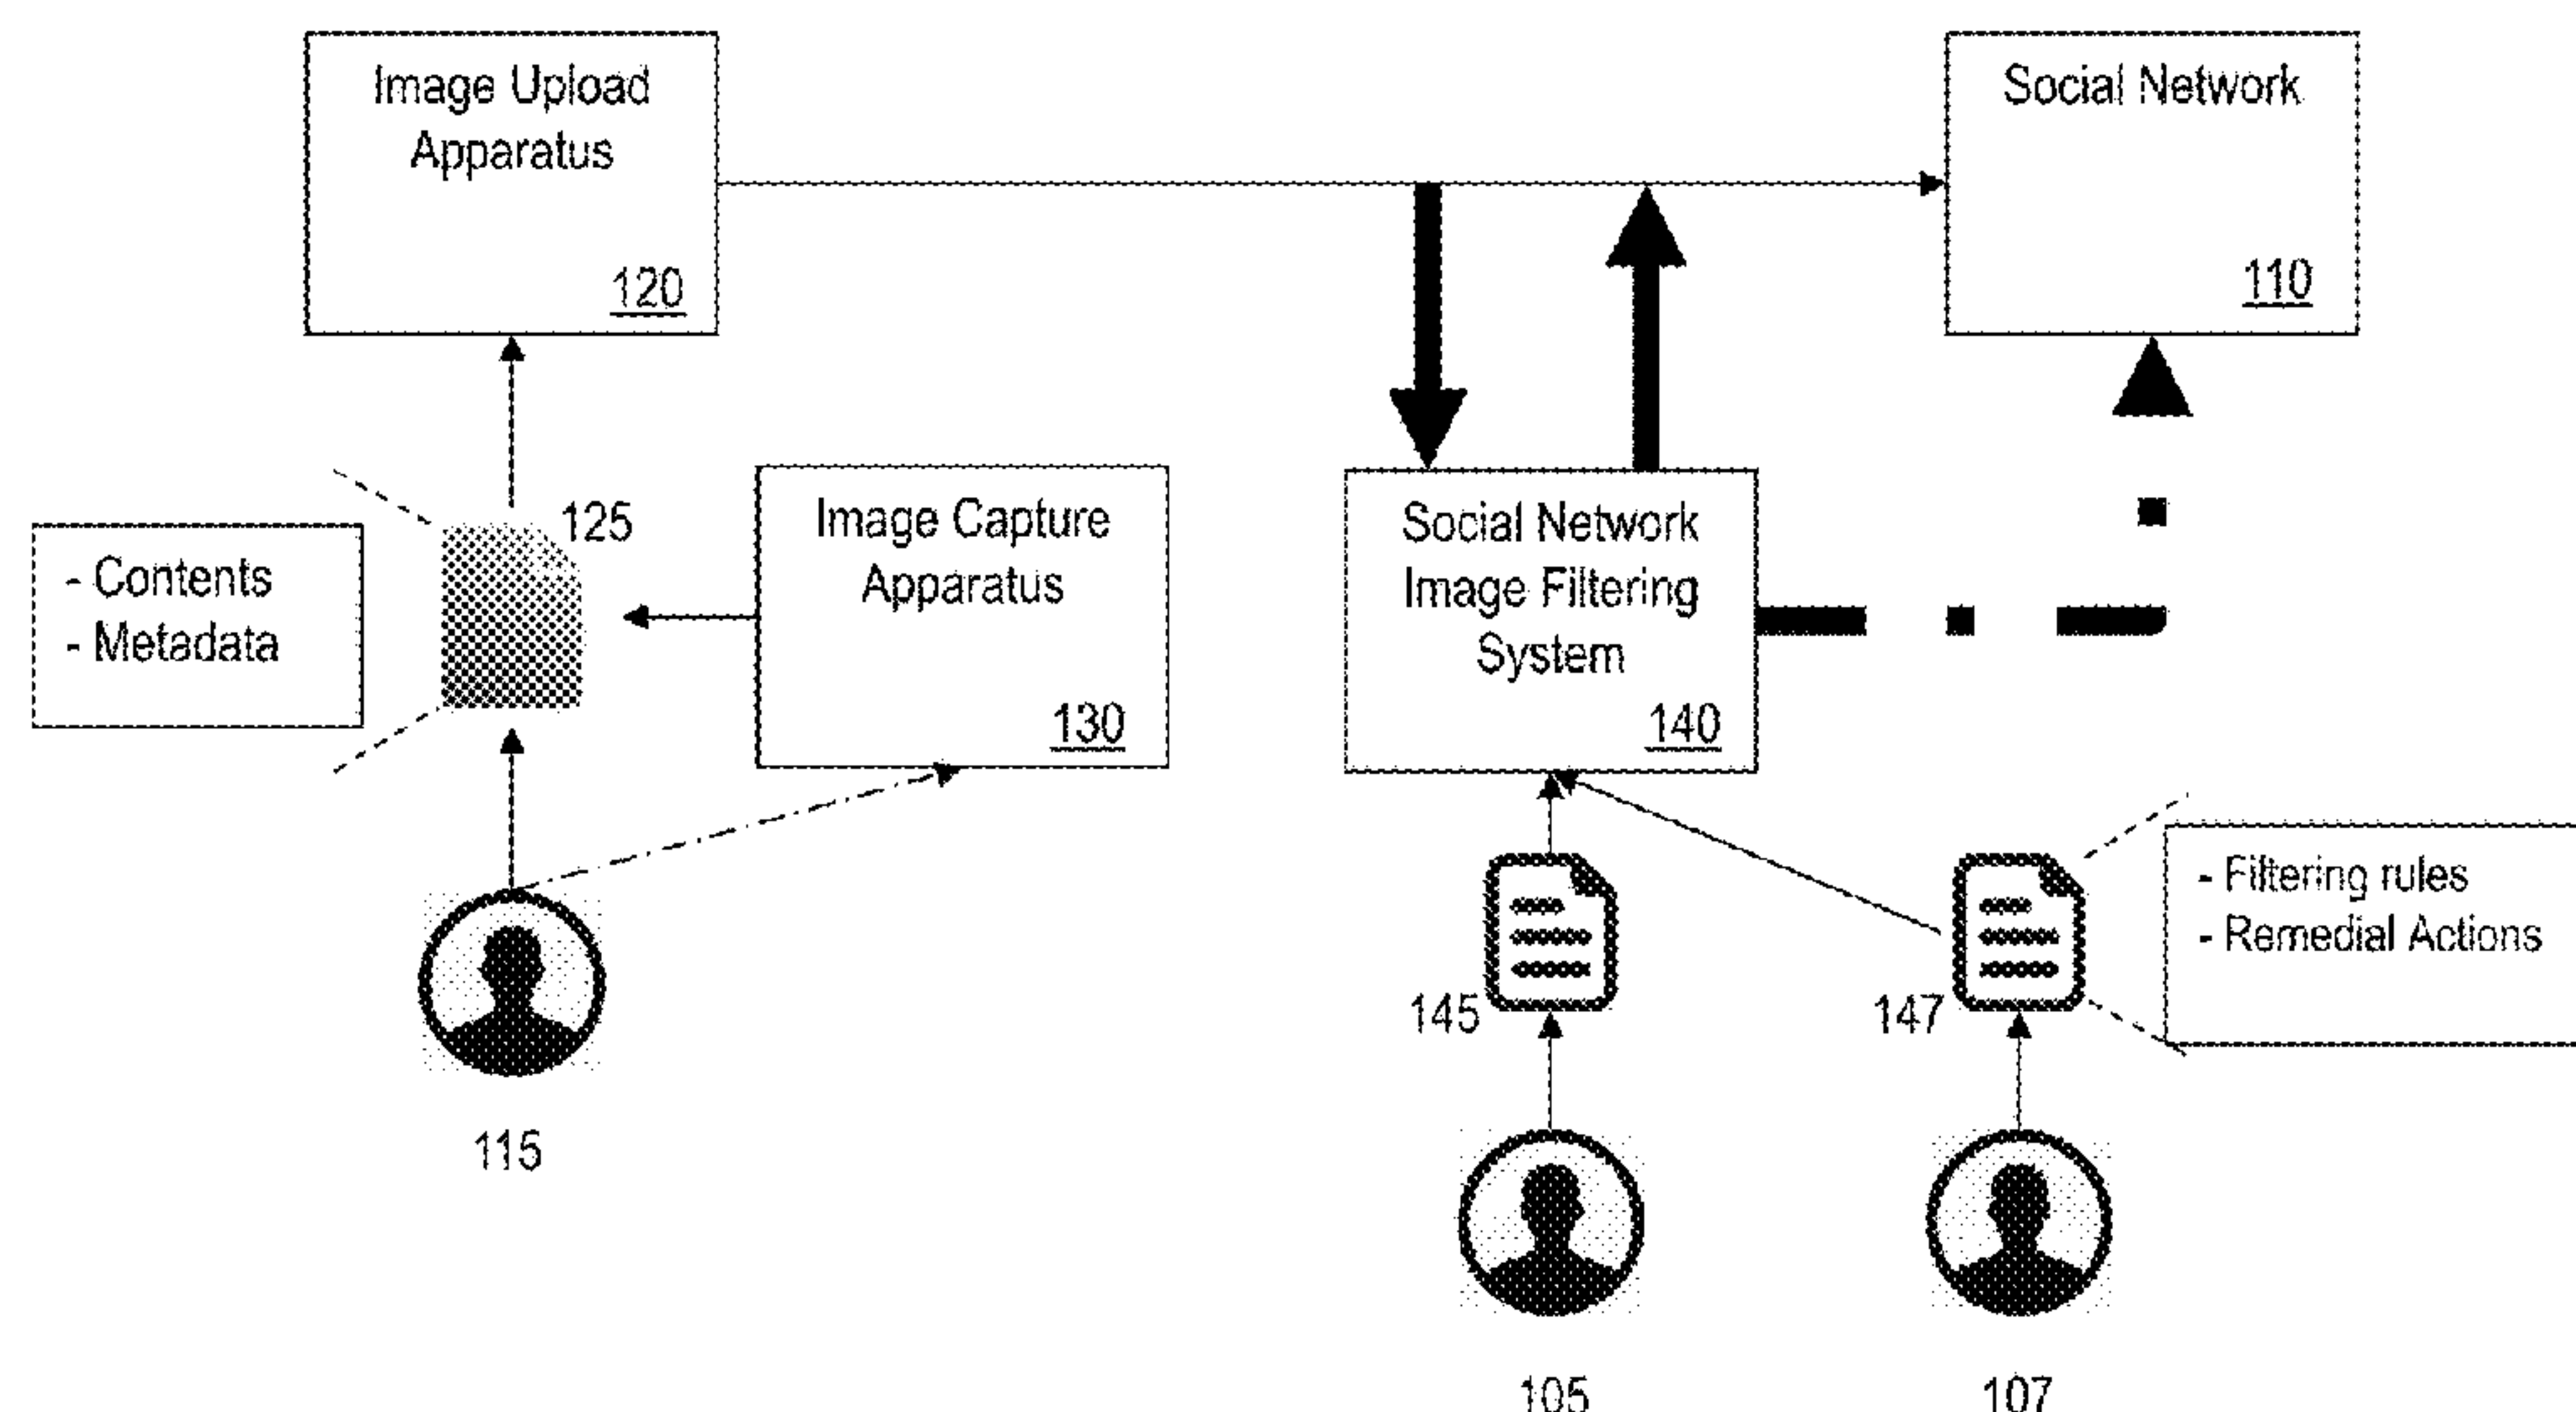 Image Upload
Apparatus
120
Social Network
110
125
- Contents
- Metadata
Image Capture
Apparatus
130
Social Network
Image Filtering
System
140
- Filtering rules
- Remedial Actions
145
147
115
105
107